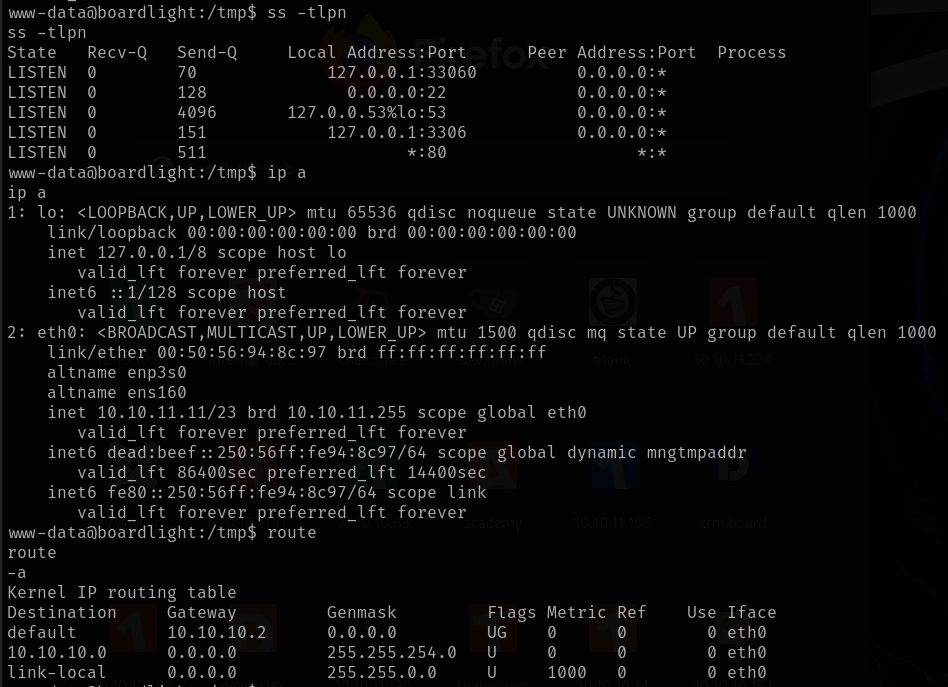 www-data@boardlight:/tmp$ ss -tlpn
ss -tlpn
State   Recv-Q   Send-Q     Local Address:Port      Peer Address:Port  Process
LISTEN  0        70             127.0.0.1:33060          0.0.0.0:*
LISTEN  0        128              0.0.0.0:22             0.0.0.0:*
LISTEN  0        4096       127.0.0.53%lo:53             0.0.0.0:*
LISTEN  0        151            127.0.0.1:3306           0.0.0.0:*
LISTEN  0        511                    *:80                   *:*
www-data@boardlight:/tmp$ ip a
ip a
1: lo: <LOOPBACK,UP,LOWER_UP> mtu 65536 qdisc noqueue state UNKNOWN group default qlen 1000
    link/loopback 00:00:00:00:00:00 brd 00:00:00:00:00:00
    inet 127.0.0.1/8 scope host lo
       valid_lft forever preferred_lft forever
    inet6 ::1/128 scope host
       valid_lft forever preferred_lft forever
2: eth0: <BROADCAST,MULTICAST,UP,LOWER_UP> mtu 1500 qdisc mq state UP group default qlen 1000
    link/ether 00:50:56:94:8c:97 brd ff:ff:ff:ff:ff:ff
    altname enp3s0
    altname ens160
    inet 10.10.11.11/23 brd 10.10.11.255 scope global eth0
       valid_lft forever preferred_lft forever
    inet6 dead:beef::250:56ff:fe94:8c97/64 scope global dynamic mngtmpaddr
       valid_lft 86400sec preferred_lft 14400sec
    inet6 fe80::250:56ff:fe94:8c97/64 scope link
       valid_lft forever preferred_lft forever
www-data@boardlight:/tmp$ route
route
-a
Kernel IP routing table
Destination     Gateway         Genmask         Flags Metric Ref    Use Iface
default         10.10.10.2      0.0.0.0         UG    0      0        0 eth0
10.10.10.0      0.0.0.0         255.255.254.0   U     0      0        0 eth0
link-local      0.0.0.0         255.255.0.0     U     1000   0        0 eth0
Firefox
titanic
10.10.11.224
academy
10.10.11.106
crm.board